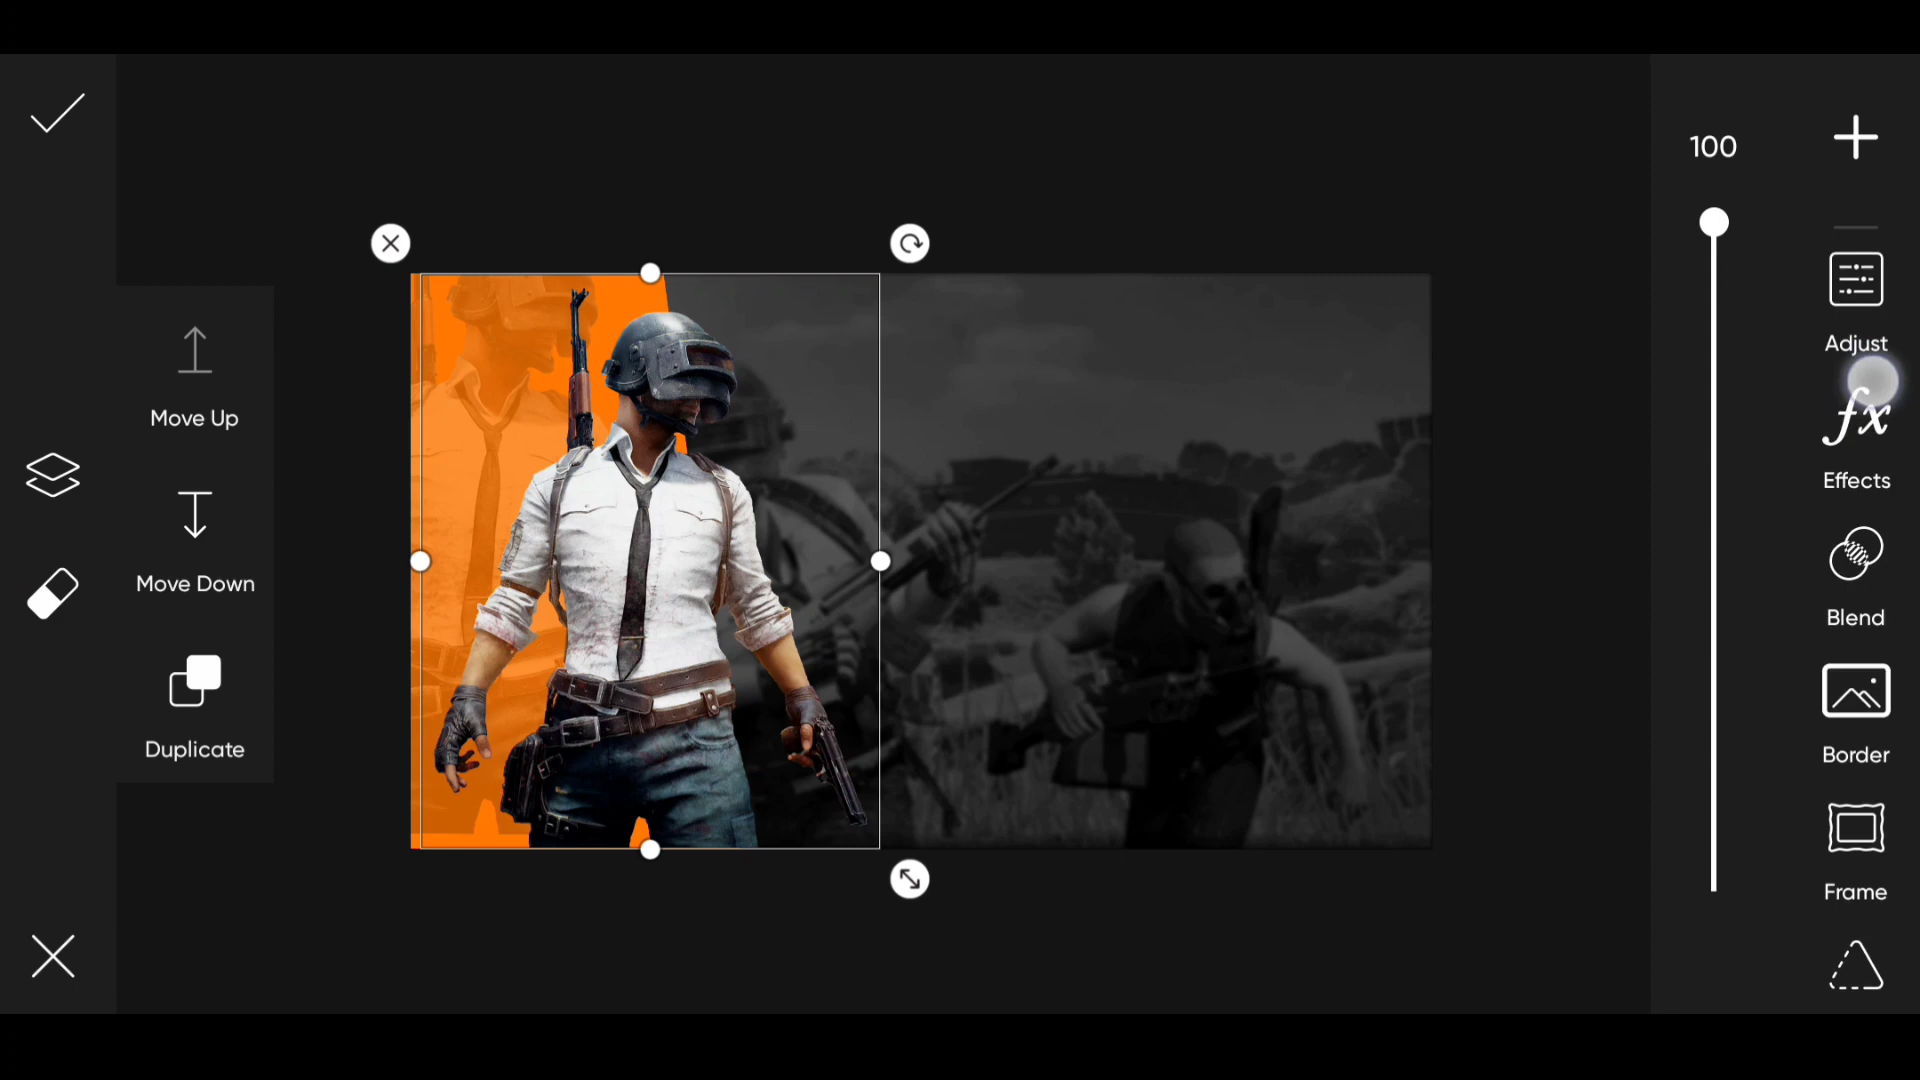 100
Adjust
Move Up
Effects
Move Down
Blend
Duplicate
Border
Frame